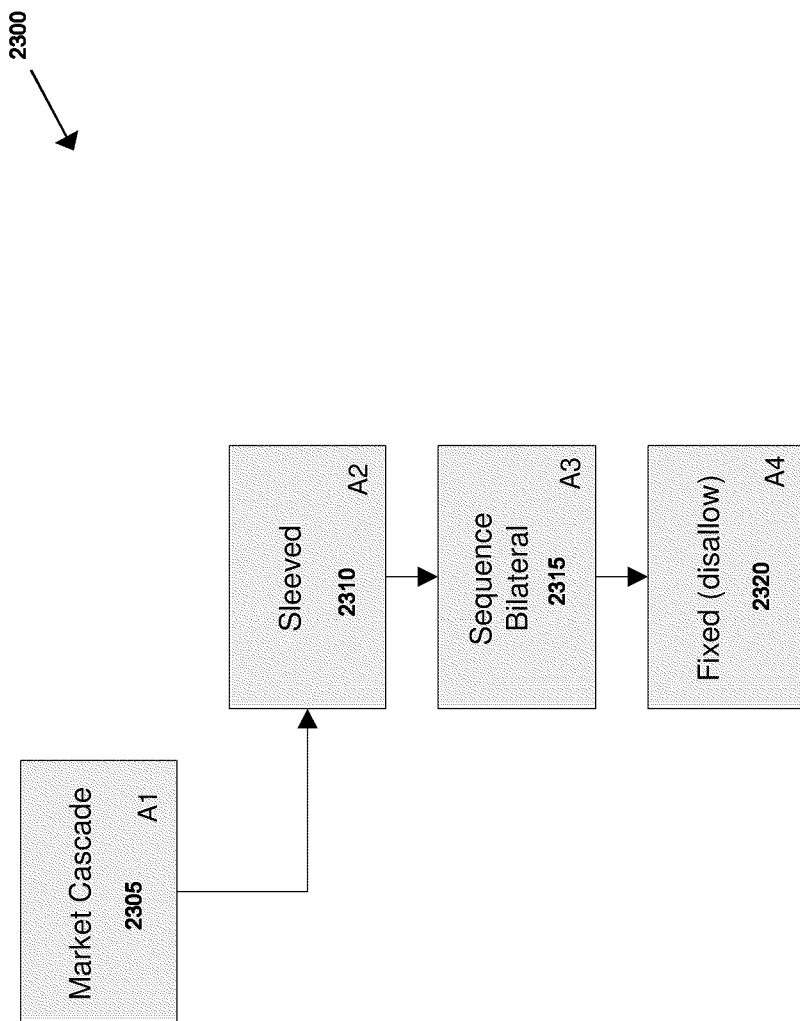 2300
Market Cascade
2305
A1
Sleeved
2310
A2
Sequence
Bilateral
2315
A3
Fixed (disallow)
2320
A4